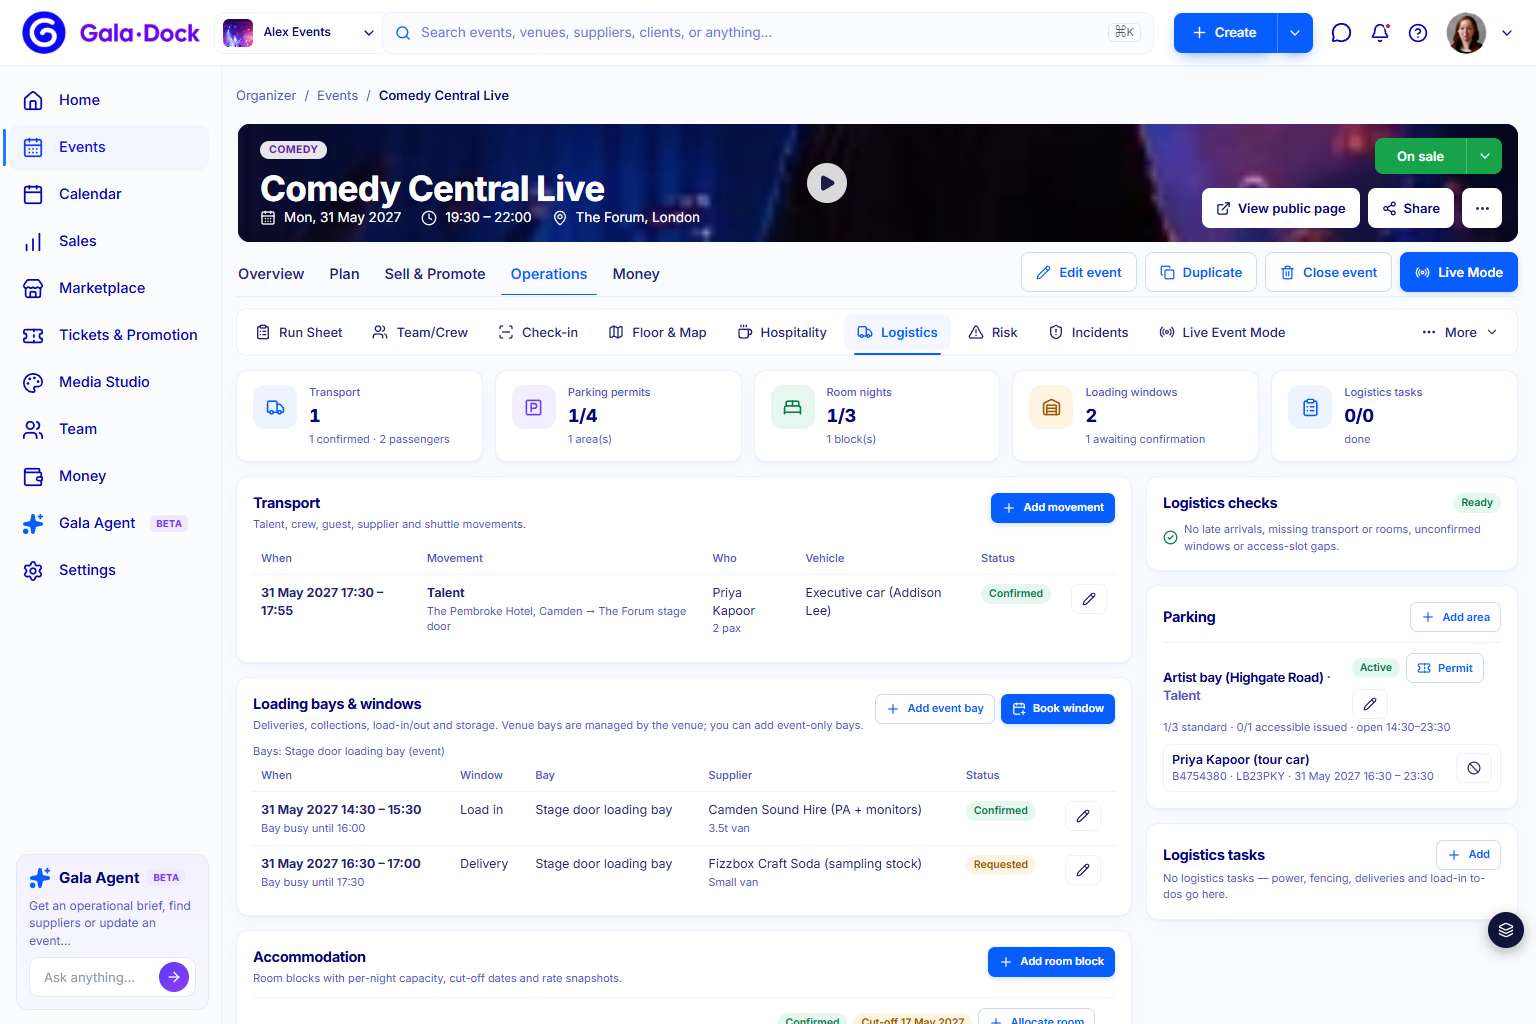 Gala·Dock
Alex Events
Search events, venues, suppliers, clients, or anything...
⌘K
Create
Home
Events
Calendar
Sales
Marketplace
Tickets & Promotion
Media Studio
Team
Money
Gala Agent BETA
Settings
Gala Agent BETA
Get an operational brief, find
suppliers or update an
event...
Ask anything...
Organizer / Events / Comedy Central Live
COMEDY
Comedy Central Live
Mon, 31 May 2027 19:30 – 22:00 The Forum, London
On sale
View public page
Share
Overview Plan Sell & Promote Operations Money
Edit event
Duplicate
Close event
Live Mode
Run Sheet Team/Crew Check-in Floor & Map Hospitality Logistics Risk Incidents Live Event Mode More
Transport
1
1 confirmed · 2 passengers
Parking permits
1/4
1 area(s)
Room nights
1/3
1 block(s)
Loading windows
2
1 awaiting confirmation
Logistics tasks
0/0
done
Transport
Talent, crew, guest, supplier and shuttle movements.
Add movement
When Movement Who Vehicle Status
31 May 2027 17:30 –
17:55
Talent
The Pembroke Hotel, Camden → The Forum stage
door
Priya
Kapoor
2 pax
Executive car (Addison
Lee)
Confirmed
Loading bays & windows
Deliveries, collections, load-in/out and storage. Venue bays are managed by the venue; you can add event-only bays.
Add event bay
Book window
Bays: Stage door loading bay (event)
When Window Bay Supplier Status
31 May 2027 14:30 – 15:30 Load in Stage door loading bay Camden Sound Hire (PA + monitors) Confirmed
Bay busy until 16:00 3.5t van
31 May 2027 16:30 – 17:00 Delivery Stage door loading bay Fizzbox Craft Soda (sampling stock) Requested
Bay busy until 17:30 Small van
Accommodation
Room blocks with per-night capacity, cut-off dates and rate snapshots.
Add room block
Confirmed Cut-off 17 May 2027 Allocate room
Logistics checks
Ready
No late arrivals, missing transport or rooms, unconfirmed
windows or access-slot gaps.
Parking
Add area
Artist bay (Highgate Road) ·
Talent
Active
Permit
1/3 standard · 0/1 accessible issued · open 14:30–23:30
Priya Kapoor (tour car)
B4754380 · LB23PKY · 31 May 2027 16:30 – 23:30
Logistics tasks
Add
No logistics tasks — power, fencing, deliveries and load-in to-
dos go here.